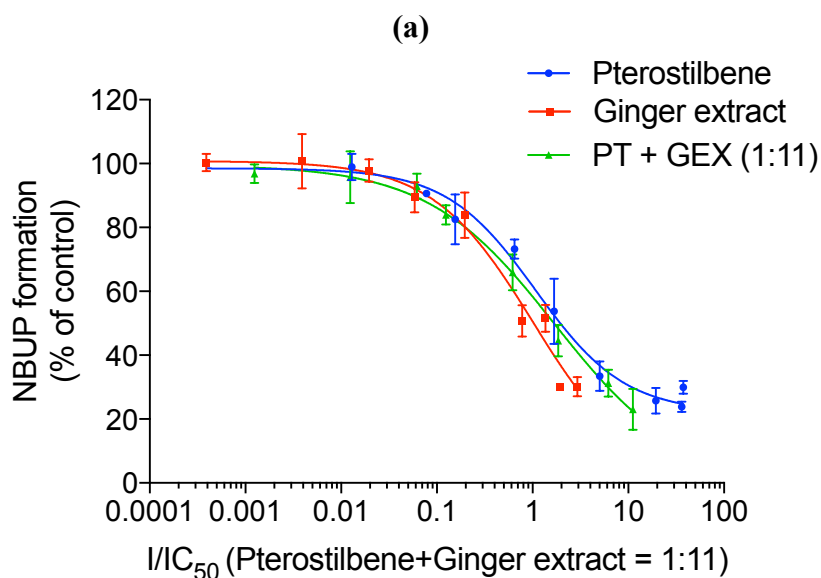 (a)
Pterostilbene
Ginger extract
PT + GEX (1:11)
120
100
80
60
40
20
0
NBUP formation
(% of control)
0.0001
0.001
0.01
0.1
1
10
100
I/IC50 (Pterostilbene+Ginger extract = 1:11)